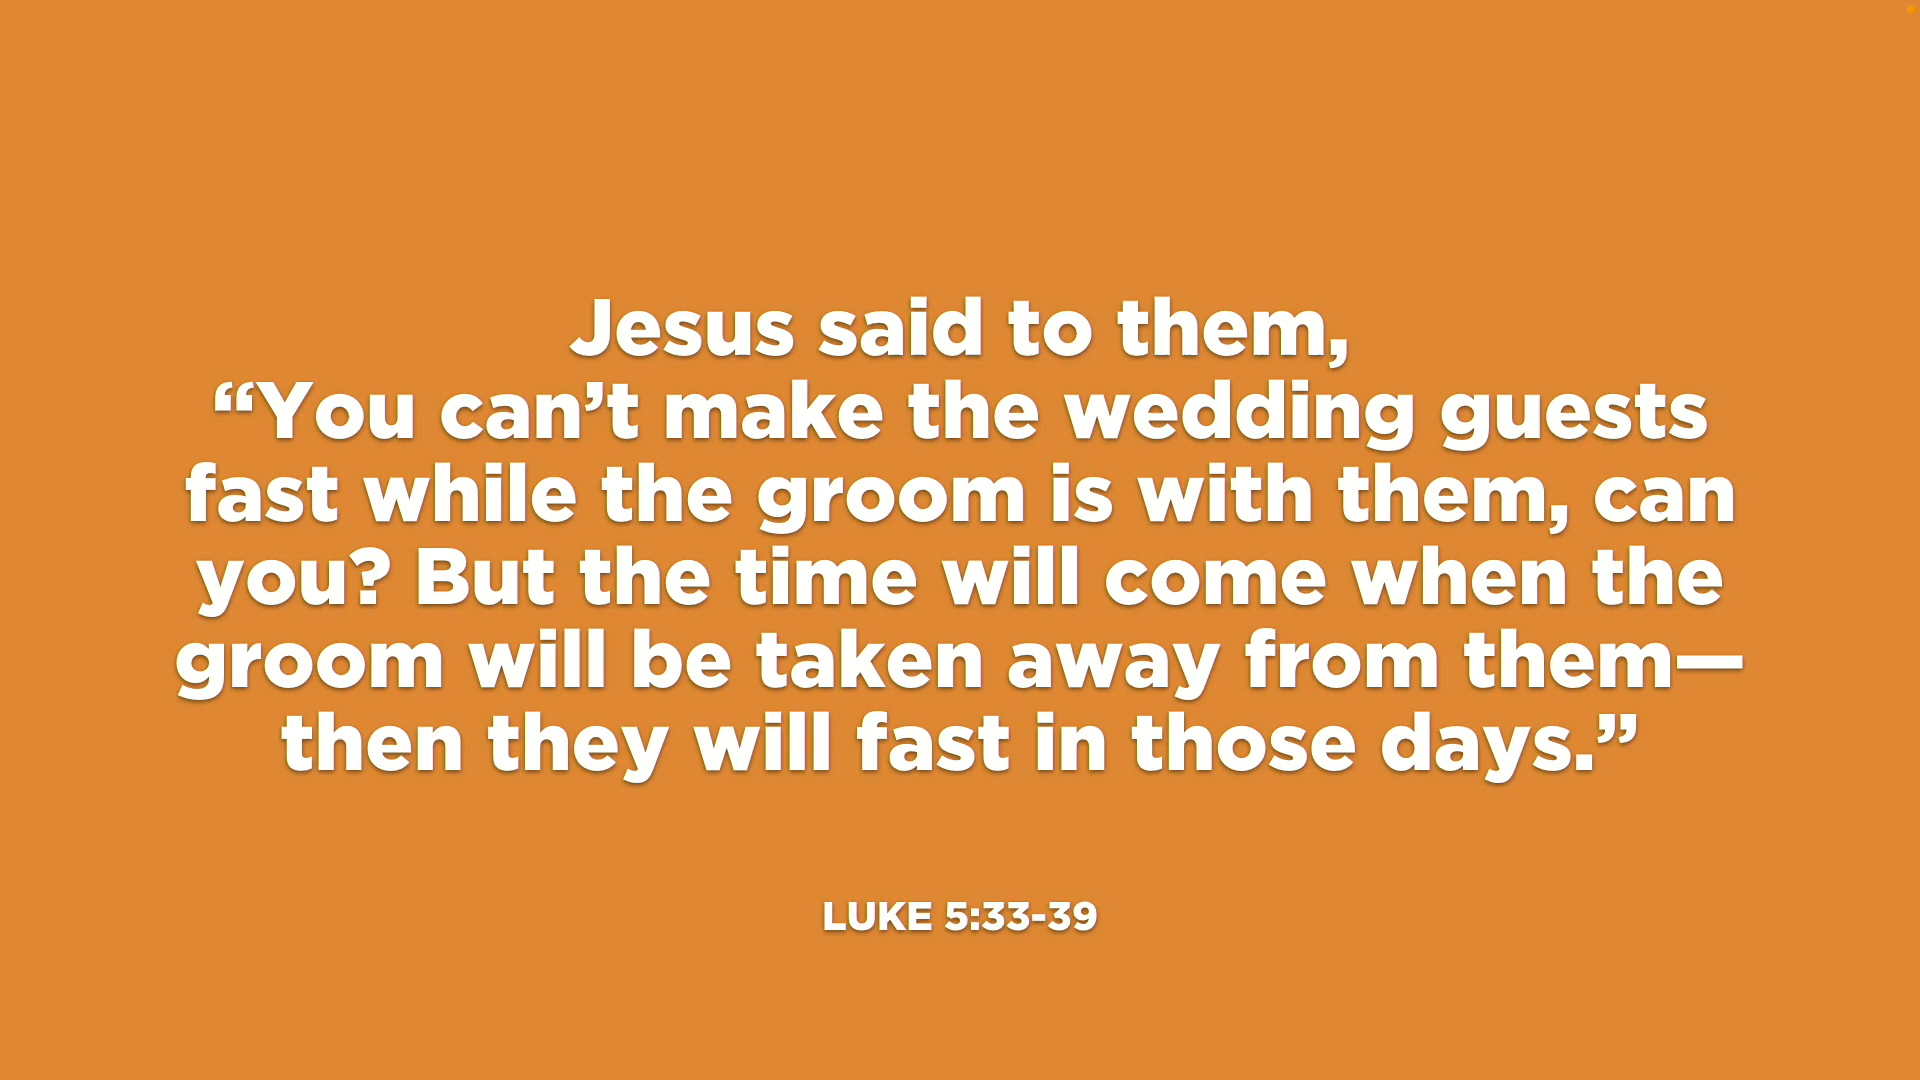 Jesus said to them,
“You can’t make the wedding guests
fast while the groom is with them, can
you? But the time will come when the
groom will be taken away from them—
then they will fast in those days.”
LUKE 5:33-39